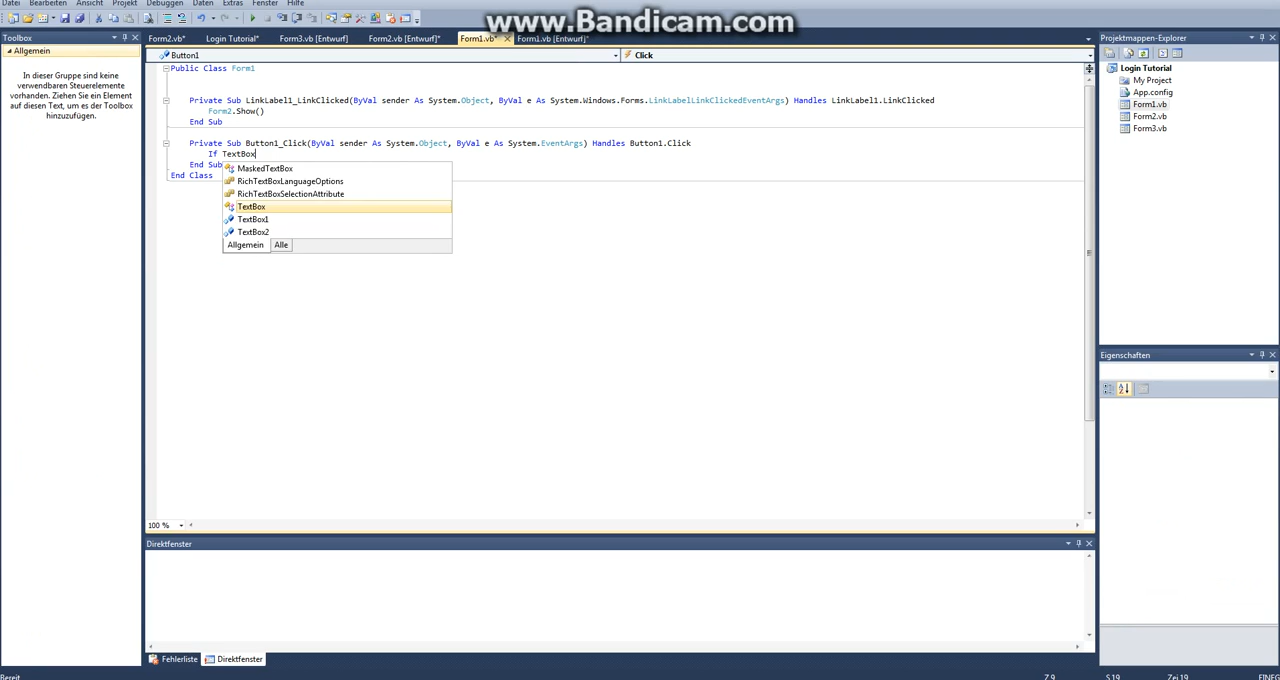 Datei Bearbeiten Ansicht Projekt Debuggen Daten Extras Fenster Hilfe
www.Bandicam.com
Toolbox
Form2.vb* Login Tutorial* Form3.vb [Entwurf] Form2.vb [Entwurf]* Form1.vb* Form1.vb [Entwurf]*
Projektmappen-Explorer
Allgemein
Button1 Click
In dieser Gruppe sind keine
verwendbaren Steuerelemente
vorhanden. Ziehen Sie ein Element
auf diesen Text, um es der Toolbox
hinzuzufügen.
Public Class Form1
Private Sub LinkLabel1_LinkClicked(ByVal sender As System.Object, ByVal e As System.Windows.Forms.LinkLabelLinkClickedEventArgs) Handles LinkLabel1.LinkClicked
Form2.Show()
End Sub
Private Sub Button1_Click(ByVal sender As System.Object, ByVal e As System.EventArgs) Handles Button1.Click
If TextBox
End Sub
End Class
MaskedTextBox
RichTextBoxLanguageOptions
RichTextBoxSelectionAttribute
TextBox
TextBox1
TextBox2
Allgemein Alle
Login Tutorial
My Project
App.config
Form1.vb
Form2.vb
Form3.vb
Eigenschaften
100 %
Direktfenster
Fehlerliste Direktfenster
Bereit Z 9 S 19 Zei 19 EINFG